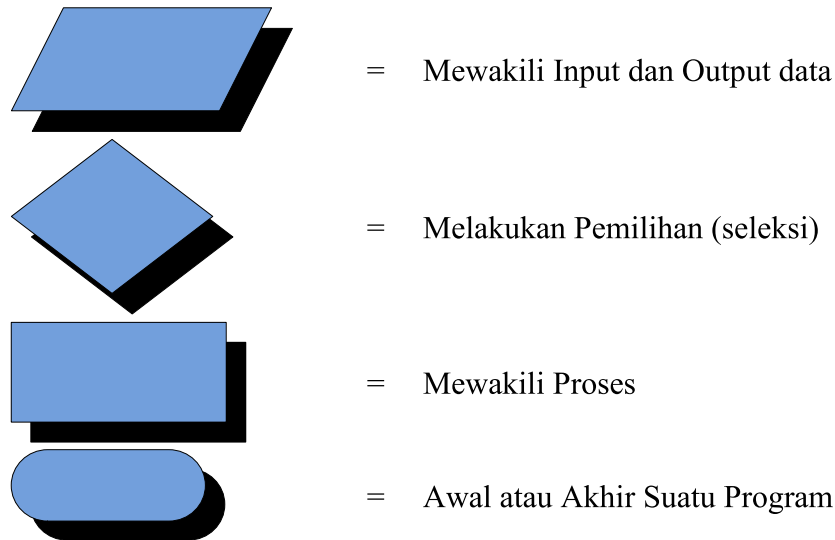 = Mewakili Input dan Output data
= Melakukan Pemilihan (seleksi)
= Mewakili Proses
= Awal atau Akhir Suatu Program